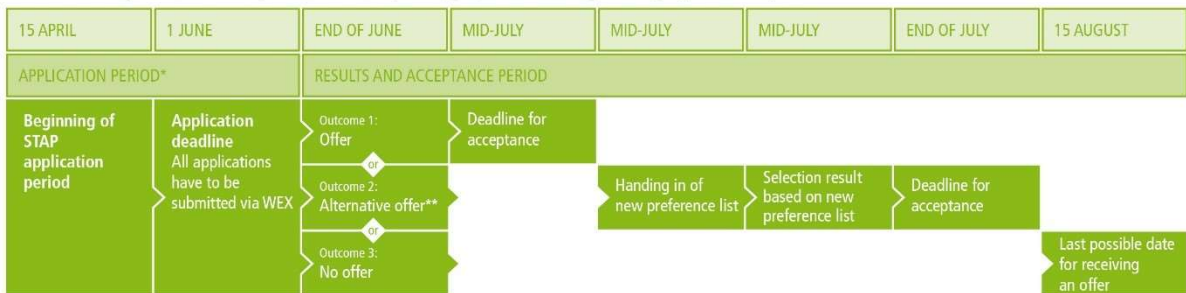 15 APRIL
1 JUNE
END OF JUNE
MID-JULY
MID-JULY
MID-JULY
END OF JULY
15 AUGUST
APPLICATION PERIOD*
RESULTS AND ACCEPTANCE PERIOD
Beginning of
STAP
application
period
Application
deadline
All applications
have to be
submitted via WEX
Outcome 1:
Offer
or
Outcome 2:
Alternative offer**
or
Outcome 3:
No offer
Deadline for
acceptance
Handing in of
new preference list
Selection result
based on new
preference list
Deadline for
acceptance
Last possible date
for receiving
an offer